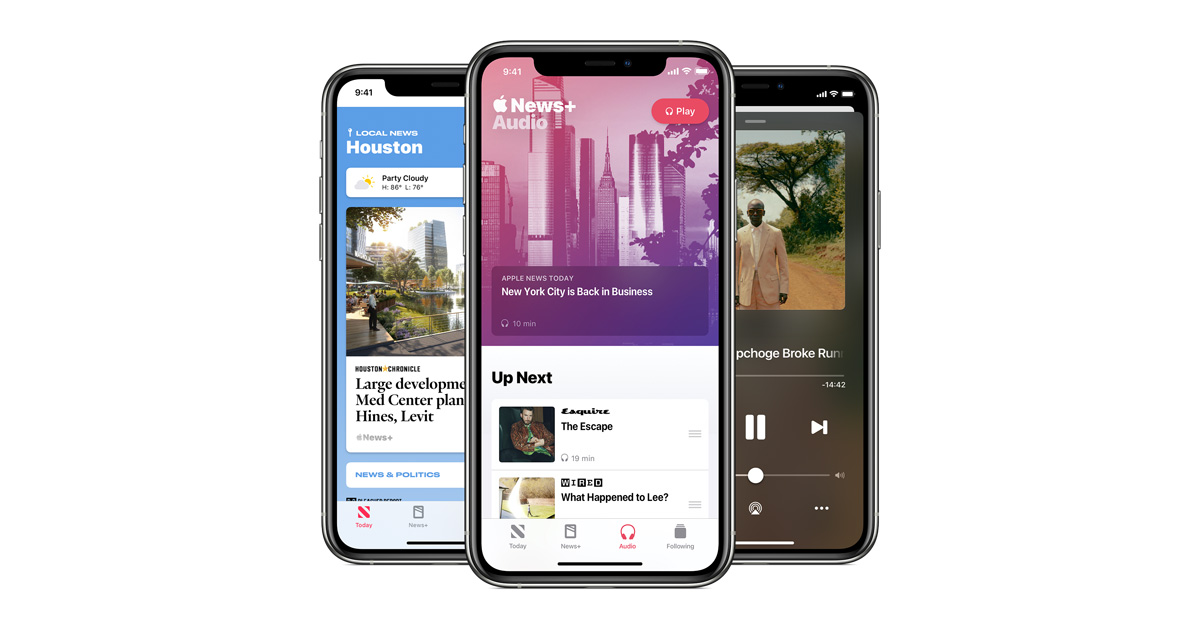 9:41
LOCAL NEWS
Houston
Party Cloudy
H: 86° L: 76°
HOUSTON CHRONICLE
Large developme
Med Center plan
Hines, Levit
News+
NEWS & POLITICS
Today
News+
9:41
News+
Audio
Play
APPLE NEWS TODAY
New York City is Back in Business
10 min
Up Next
Esquire
The Escape
19 min
WIRED
What Happened to Lee?
Today
News+
Audio
Following
pchoge Broke Runn
-14:42